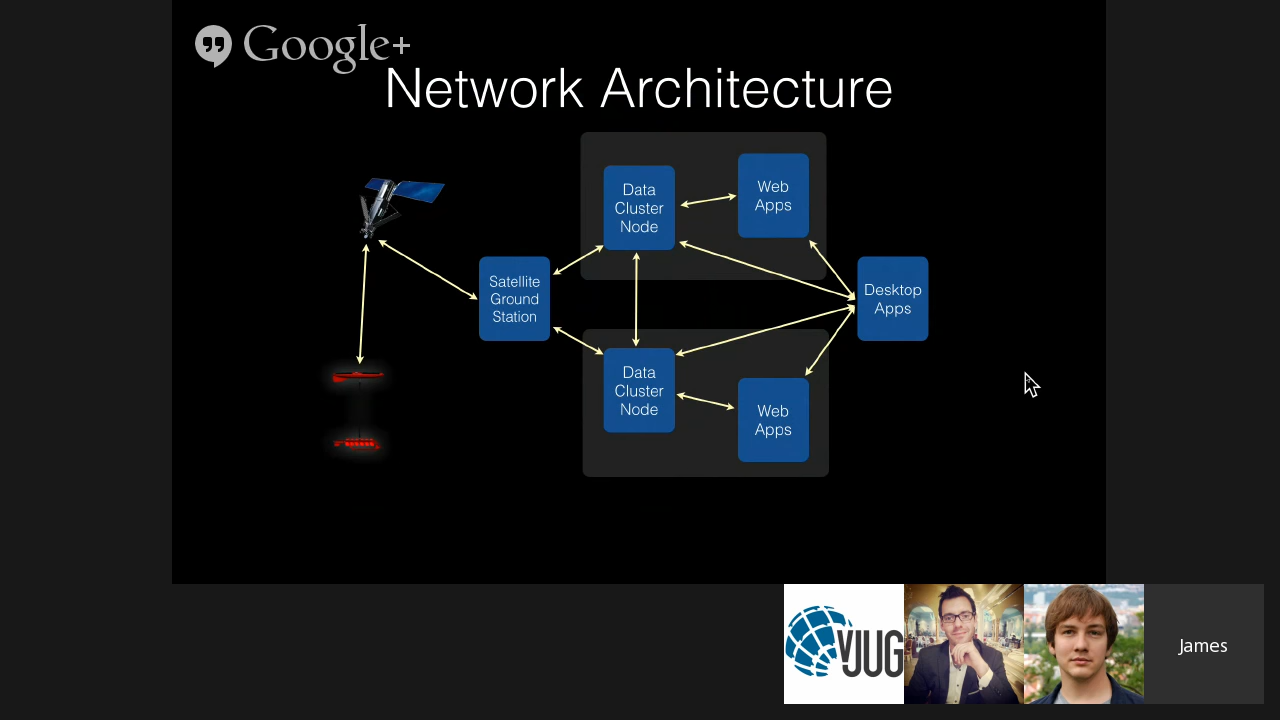 Google+
Network Architecture
Data
Cluster
Node
Web
Apps
Satellite
Ground
Station
Desktop
Apps
Data
Cluster
Node
Web
Apps
vJUG
James